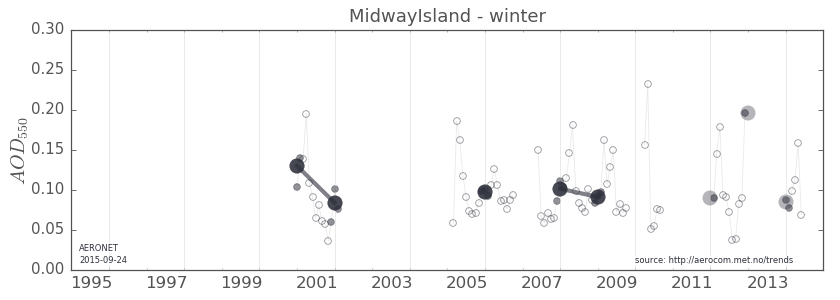 MidwayIsland - winter
0.30
0.25
0.20
0.15
0.10
0.05
0.00
AOD550
AERONET
2015-09-24
source: http://aerocom.met.no/trends
1995 1997 1999 2001 2003 2005 2007 2009 2011 2013